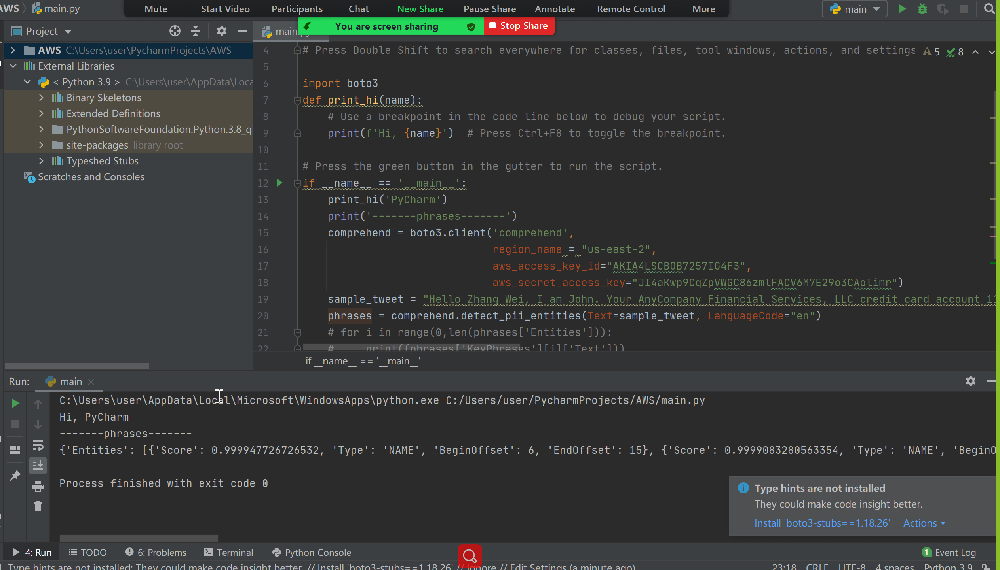 AWS main.py
Mute Start Video Participants Chat New Share Pause Share Annotate Remote Control More
main
You are screen sharing Stop Share
Project
AWS C:\Users\user\PycharmProjects\AWS
External Libraries
< Python 3.9 > C:\Users\user\AppData\Loca
Binary Skeletons
Extended Definitions
PythonSoftwareFoundation.Python.3.8_q
site-packages library root
Typeshed Stubs
Scratches and Consoles
main.py
4 # Press Double Shift to search everywhere for classes, files, tool windows, actions, and settings 5 8
5
6 import boto3
7 def print_hi(name):
8 # Use a breakpoint in the code line below to debug your script.
9 print(f'Hi, {name}') # Press Ctrl+F8 to toggle the breakpoint.
10
11 # Press the green button in the gutter to run the script.
12 if __name__ == '__main__':
13 print_hi('PyCharm')
14 print('-------phrases-------')
15 comprehend = boto3.client('comprehend',
16 region_name = "us-east-2",
17 aws_access_key_id="AKIA4LSCBOB7257IG4F3",
18 aws_secret_access_key="JI4aKwp9CqZpVWGC86zmlFACV6M7E29o3CAolimr")
19 sample_tweet = "Hello Zhang Wei, I am John. Your AnyCompany Financial Services, LLC credit card account 11
20 phrases = comprehend.detect_pii_entities(Text=sample_tweet, LanguageCode="en")
21 # for i in range(0,len(phrases['Entities'])):
22 # print((phrases['KeyPhrases'][i]['Text']))
if __name__ == '__main__'
Run: main
C:\Users\user\AppData\Local\Microsoft\WindowsApps\python.exe C:/Users/user/PycharmProjects/AWS/main.py
Hi, PyCharm
-------phrases-------
{'Entities': [{'Score': 0.999947726726532, 'Type': 'NAME', 'BeginOffset': 6, 'EndOffset': 15}, {'Score': 0.9999083280563354, 'Type': 'NAME', 'BeginO
Process finished with exit code 0
Type hints are not installed
They could make code insight better.
Install 'boto3-stubs==1.18.26' Actions
4: Run TODO 6: Problems Terminal Python Console 1 Event Log
Type hints are not installed: They could make code insight better. // Install 'boto3-stubs==1.18.26' // Ignore // Edit Settings (a minute ago) 23:18 CRLF UTF-8 4 spaces Python 3.9